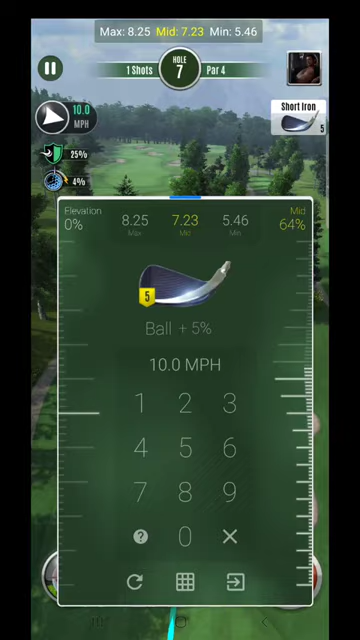 Max: 8.25 Mid: 7.23 Min: 5.46
1 Shots
HOLE
7
Par 4
10.0
MPH
Short Iron
5
25%
4%
Elevation
0%
8.25
Max
7.23
Mid
5.46
Min
Mid
64%
5
Ball + 5%
10.0 MPH
1 2 3
4 5 6
7 8 9
? 0 ×